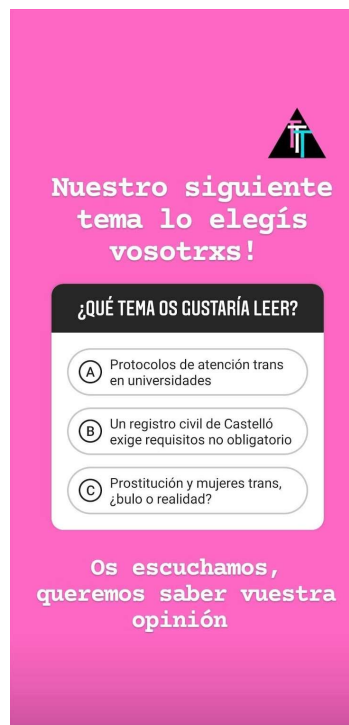 Nuestro siguiente
tema lo elegís
vosotrxs!
¿QUÉ TEMA OS GUSTARÍA LEER?
A Protocolos de atención trans
en universidades
B Un registro civil de Castelló
exige requisitos no obligatorio
C Prostitución y mujeres trans,
¿bulo o realidad?
Os escuchamos,
queremos saber vuestra
opinión